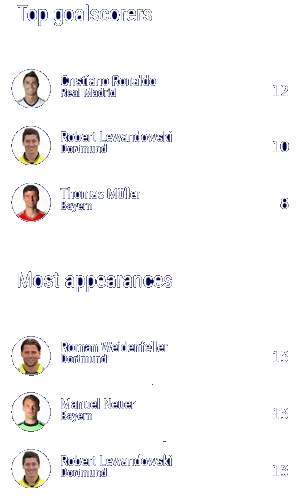 Top goalscorers
Cristiano Ronaldo
Real Madrid
12
Robert Lewandowski
Dortmund
10
Thomas Müller
Bayern
8
Most appearances
Roman Weidenfeller
Dortmund
13
Manuel Neuer
Bayern
13
Robert Lewandowski
Dortmund
13